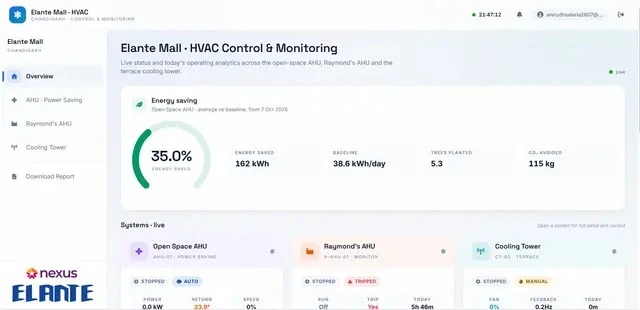 Elante Mall · HVAC
CHANDIGARH · CONTROL & MONITORING
21:47:12
anirudhsalaria2607@...
Elante Mall
CHANDIGARH
Overview
AHU · Power Saving
Raymond's AHU
Cooling Tower
Download Report
nexus
ELANTE
Elante Mall · HVAC Control & Monitoring
Live status and today's operating analytics across the open-space AHU, Raymond's AHU and the
terrace cooling tower.
Live
Energy saving
Open Space AHU · average vs baseline, from 7 Oct 2026
35.0%
ENERGY SAVED
ENERGY SAVED
162 kWh
BASELINE
38.6 kWh/day
TREES PLANTED
5.3
CO₂ AVOIDED
115 kg
Systems · live
Open a system for full detail and control
Open Space AHU
AHU-01 · POWER SAVING
STOPPED AUTO
POWER RETURN SPEED
0.0 kW 23.9° 0%
Raymond's AHU
R-AHU-01 · MONITOR
STOPPED TRIPPED
RUN TRIP TODAY
Off Yes 5h 46m
Cooling Tower
CT-02 · TERRACE
STOPPED MANUAL
FAN FEEDBACK TODAY
0% 0.2Hz 0m